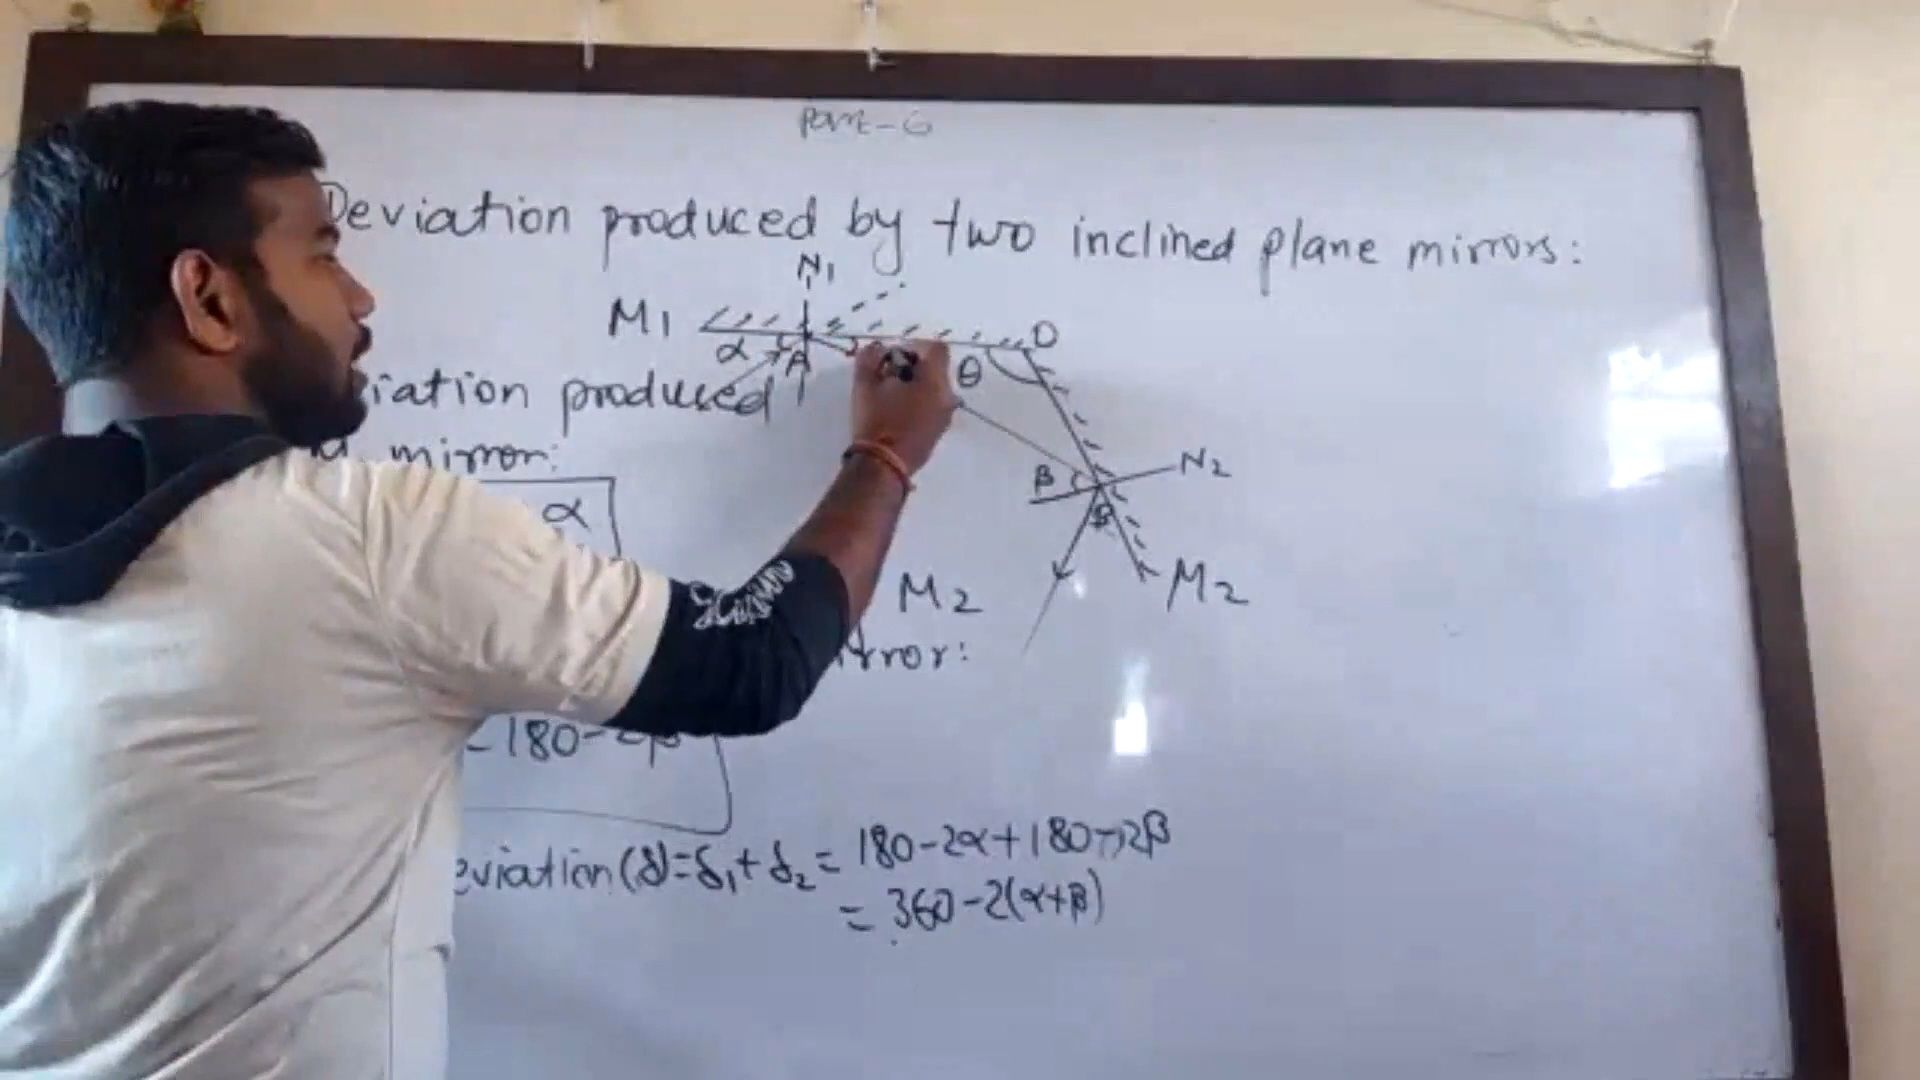 Part-6
Deviation produced by two inclined plane mirrors:
N1
M1 α A θ O
iation produced
mirror:
β N2
α
B
M2 M2
rror:
=180-2β
eviation (δ)=δ1+δ2= 180-2α+180-2β
= 360-2(α+β)